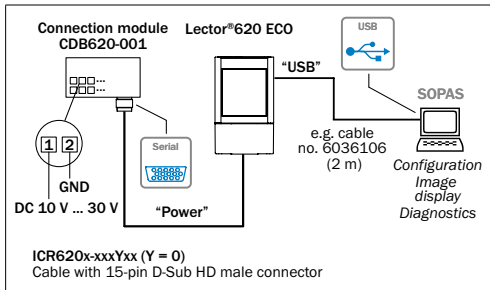 Connection module
CDB620-001
Lector®620 ECO
USB
"USB"
SOPAS
Serial
1 2
e.g. cable
no. 6036106
(2 m)
GND
DC 10 V ... 30 V
"Power"
Configuration
Image
display
Diagnostics
ICR620x-xxxYxx (Y = 0)
Cable with 15-pin D-Sub HD male connector